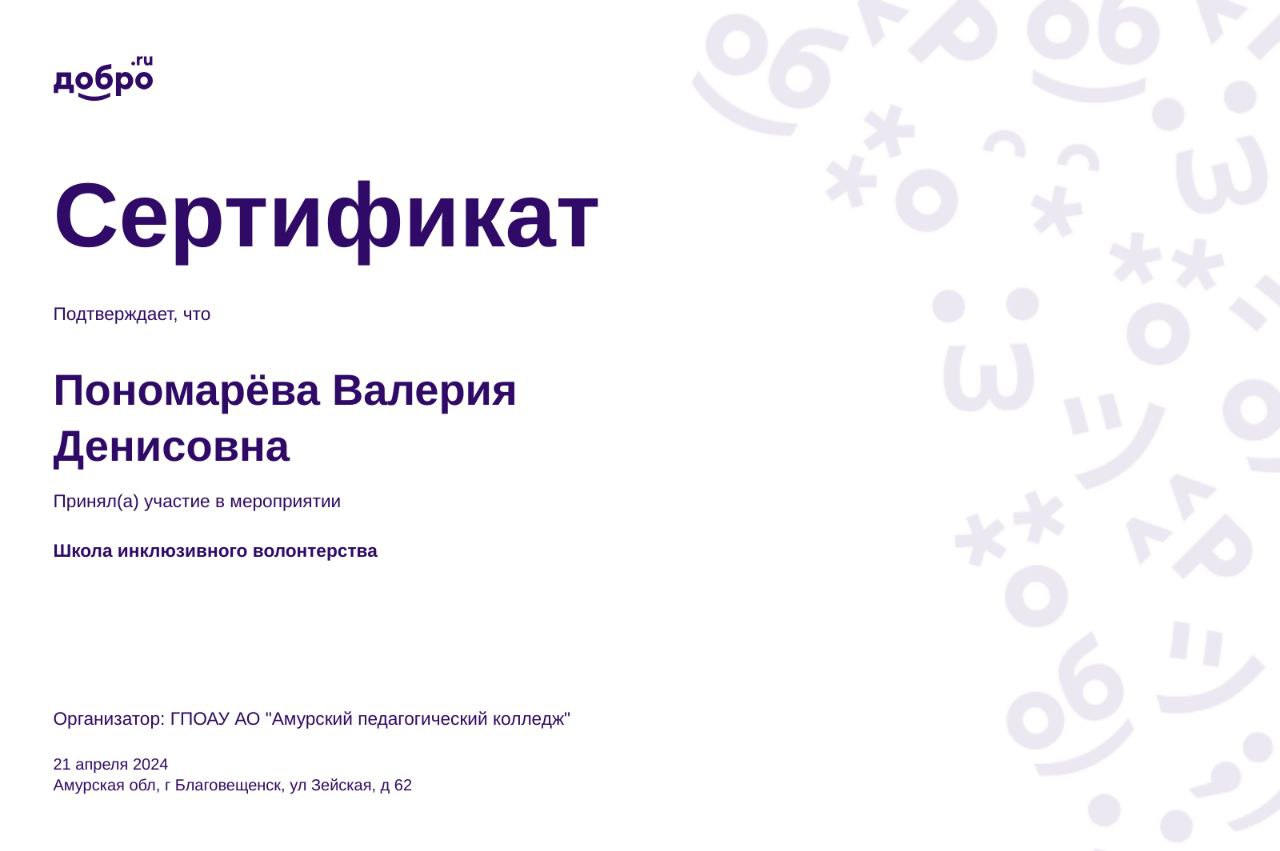 добро.ru
Сертификат
Подтверждает, что
Пономарёва Валерия
Денисовна
Принял(а) участие в мероприятии
Школа инклюзивного волонтерства
Организатор: ГПОАУ АО "Амурский педагогический колледж"
21 апреля 2024
Амурская обл, г Благовещенск, ул Зейская, д 62